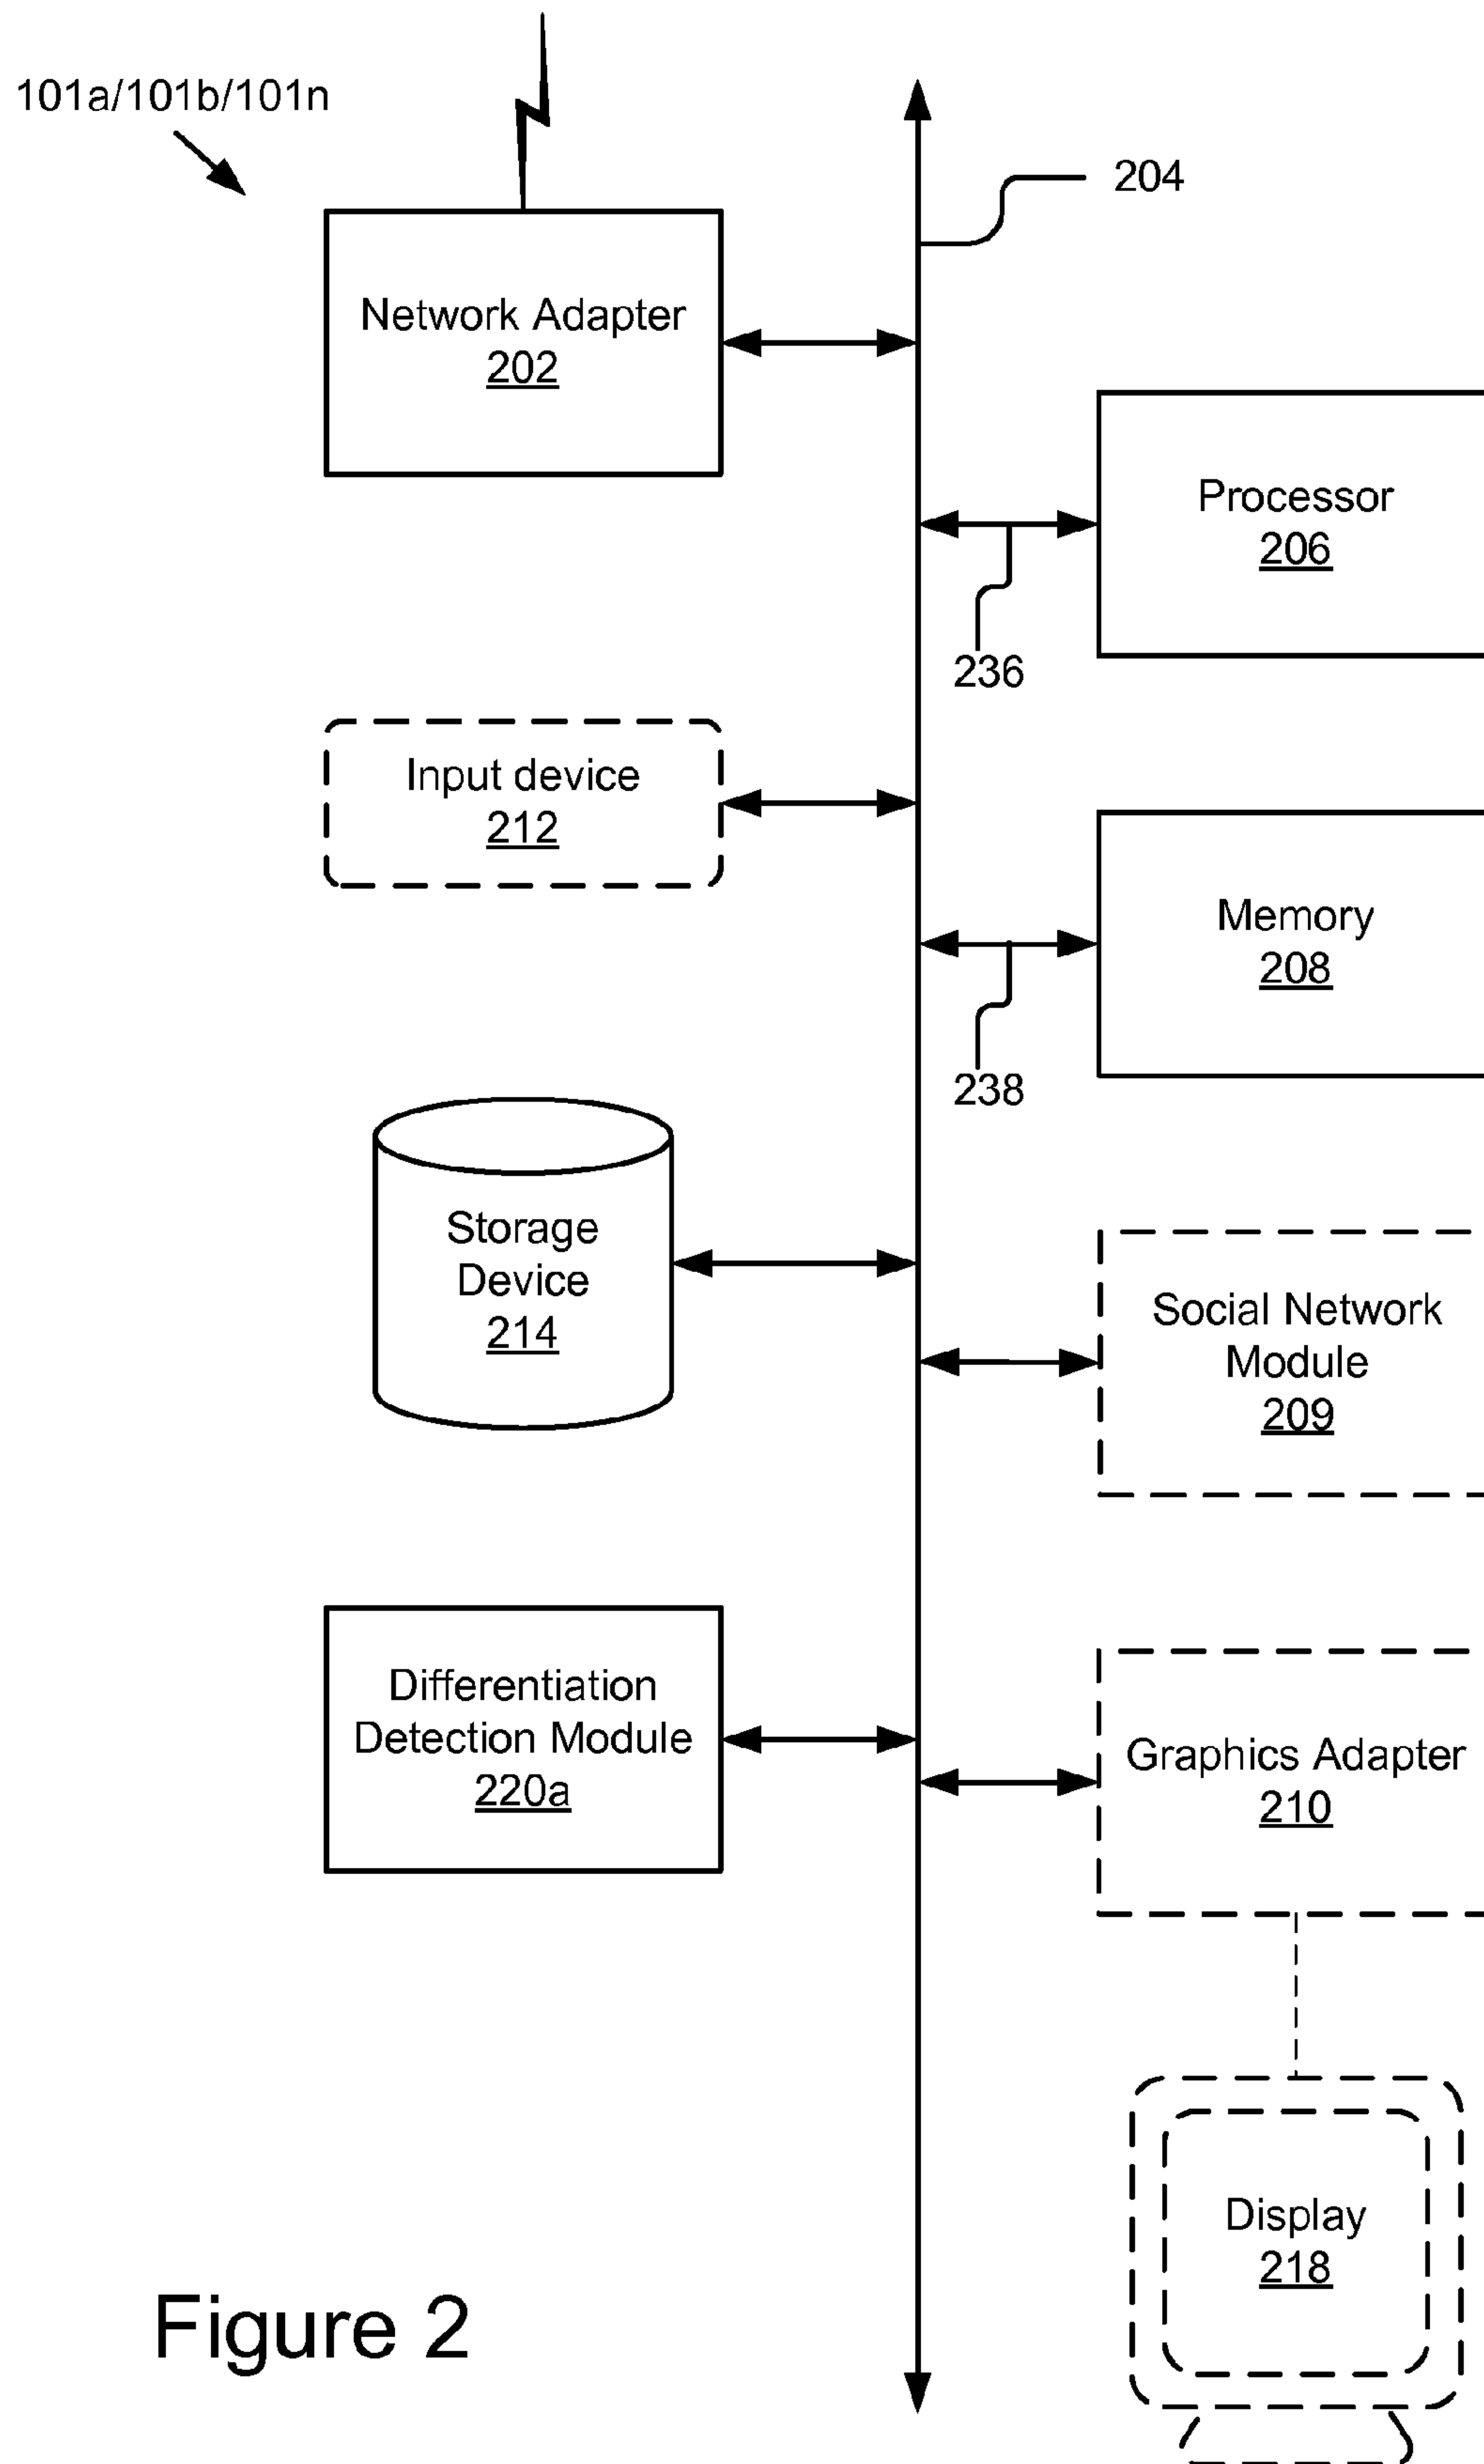 101a/101b/101n
204
Network Adapter
202
Processor
206
236
Input device
212
Memory
208
238
Storage
Device
214
Social Network
Module
209
Differentiation
Detection Module
220a
Graphics Adapter
210
Display
218
Figure 2